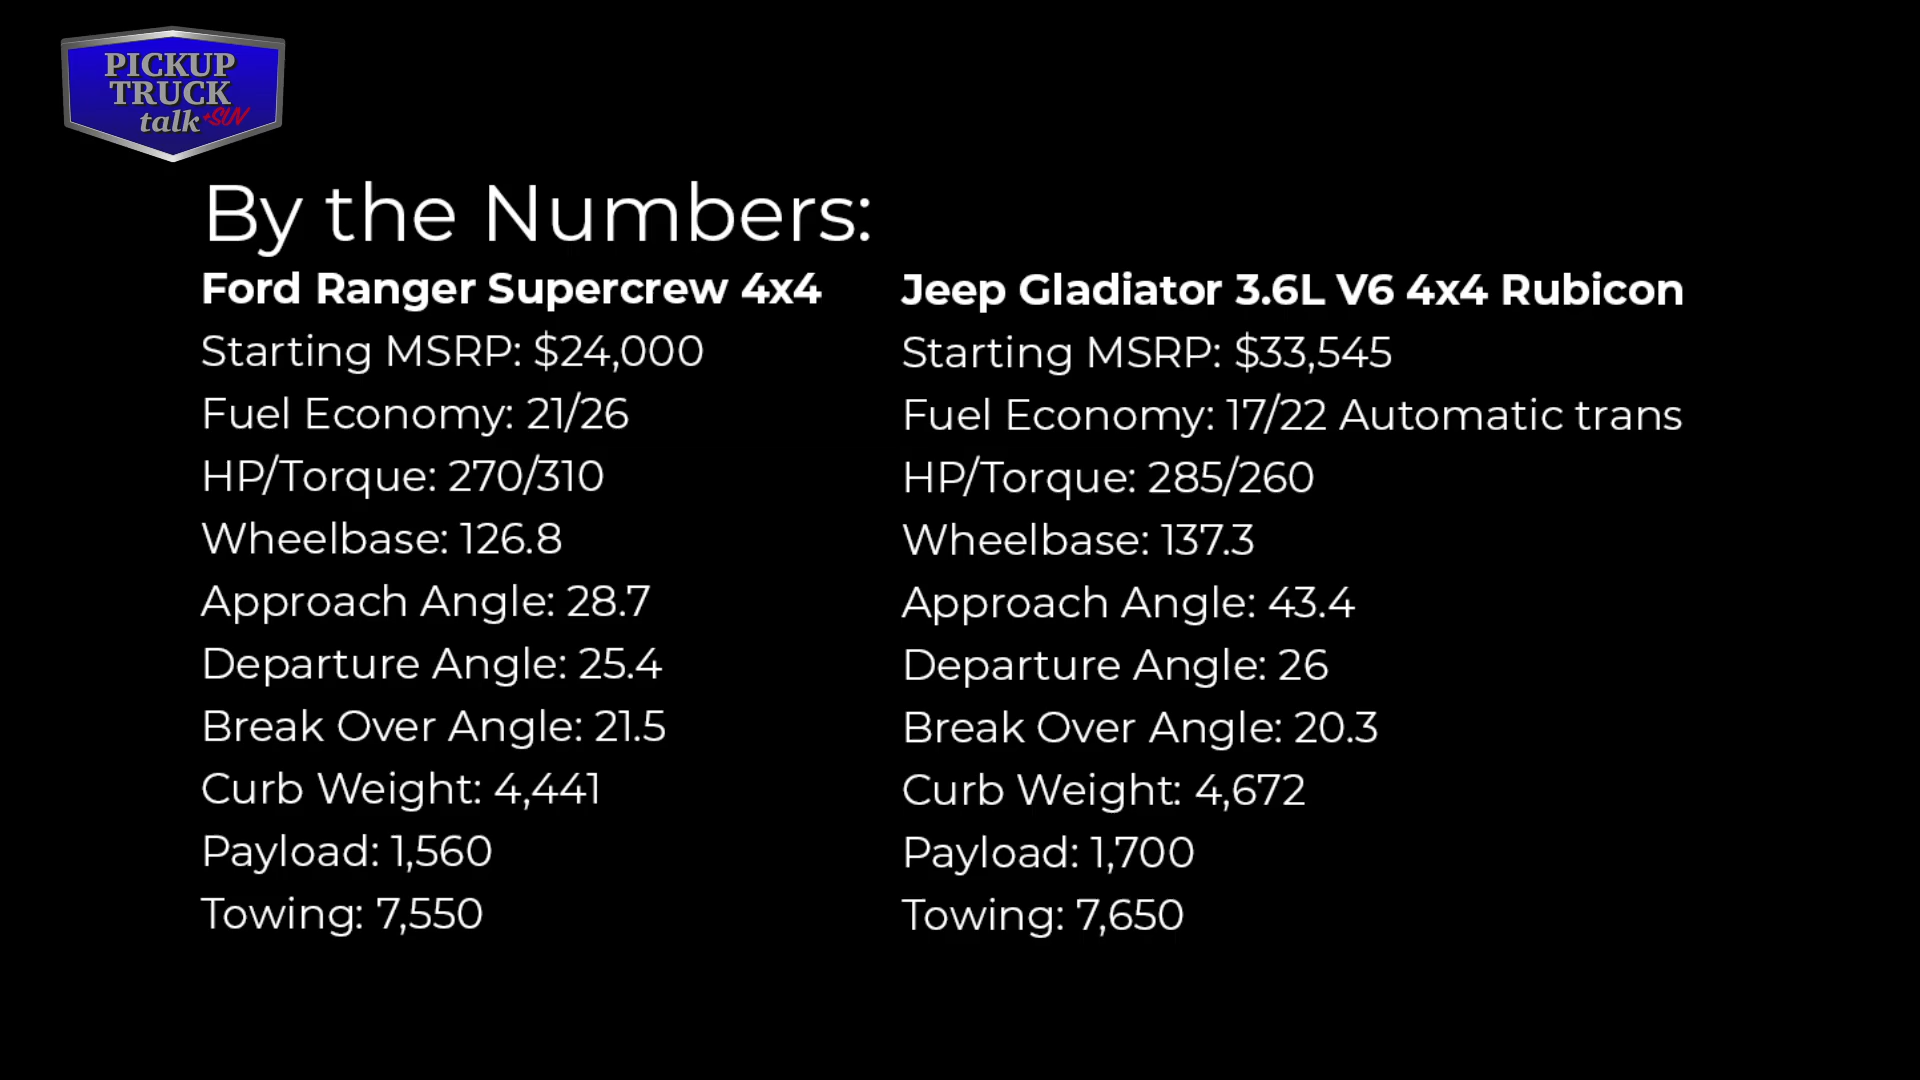 PICKUP
TRUCK
talk +SUV
By the Numbers:
Ford Ranger Supercrew 4x4
Starting MSRP: $24,000
Fuel Economy: 21/26
HP/Torque: 270/310
Wheelbase: 126.8
Approach Angle: 28.7
Departure Angle: 25.4
Break Over Angle: 21.5
Curb Weight: 4,441
Payload: 1,560
Towing: 7,550
Jeep Gladiator 3.6L V6 4x4 Rubicon
Starting MSRP: $33,545
Fuel Economy: 17/22 Automatic trans
HP/Torque: 285/260
Wheelbase: 137.3
Approach Angle: 43.4
Departure Angle: 26
Break Over Angle: 20.3
Curb Weight: 4,672
Payload: 1,700
Towing: 7,650